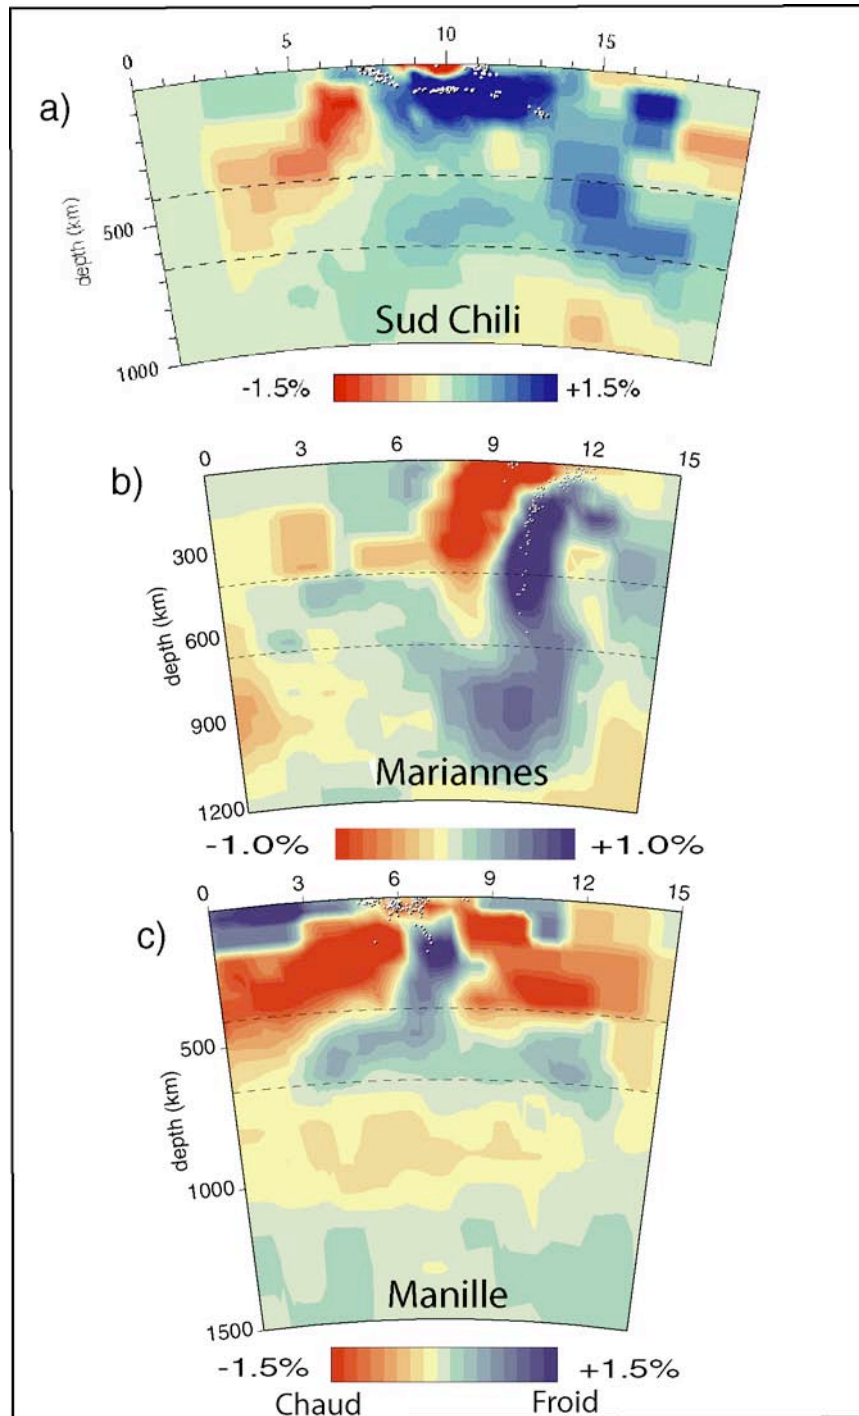 5 10 15
0
a)
500
depth (km)
1000
Sud Chili
-1.5% +1.5%
0 3 6 9 12 15
b)
300
600
depth (km)
900
1200
Mariannes
-1.0% +1.0%
0 3 6 9 12 15
c)
500
depth (km)
1000
1500
Manille
-1.5% +1.5%
Chaud Froid